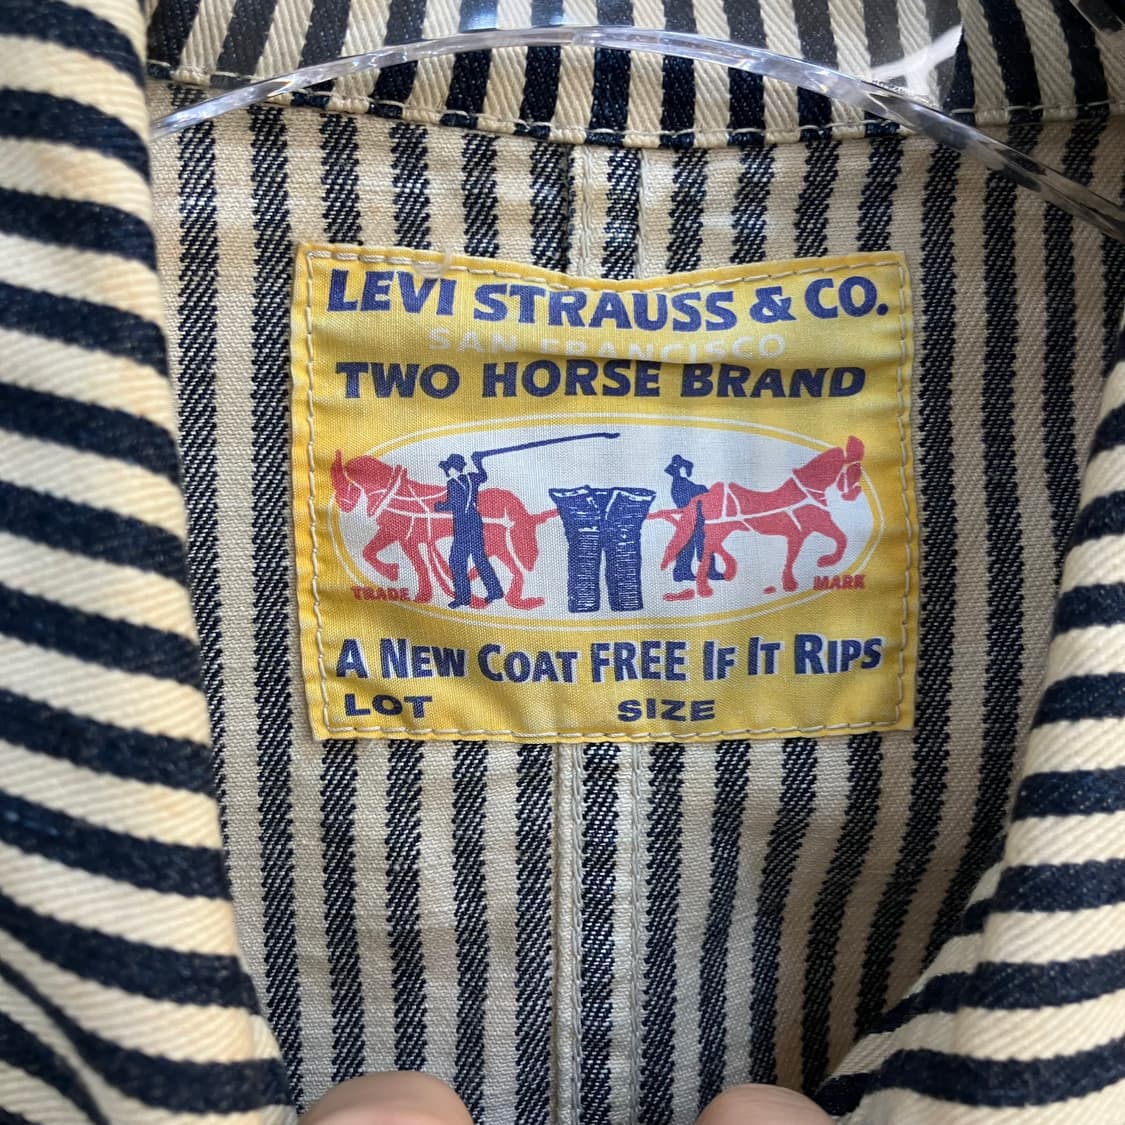 LEVI STRAUSS & CO.
SAN FRANCISCO
TWO HORSE BRAND
TRADE MARK
A NEW COAT FREE IF IT RIPS
LOT SIZE